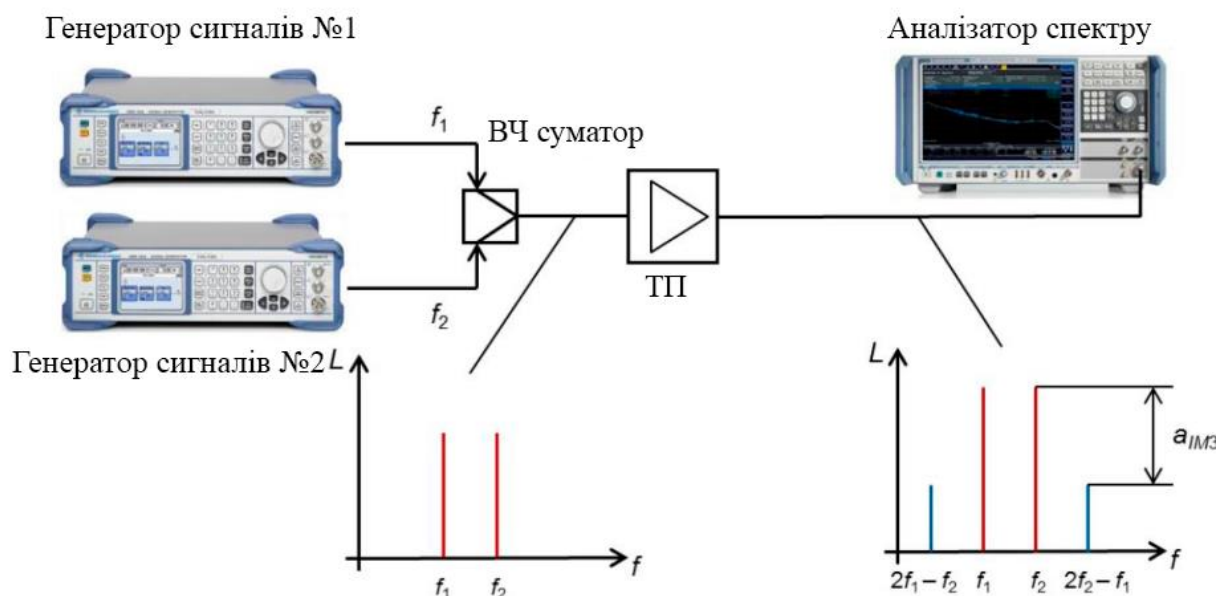 Генератор сигналів №1
Аналізатор спектру
f1
ВЧ суматор
ТП
f2
Генератор сигналів №2
L
f
f1
f2
L
aIM3
f
2f1 – f2
f1
f2
2f2 – f1